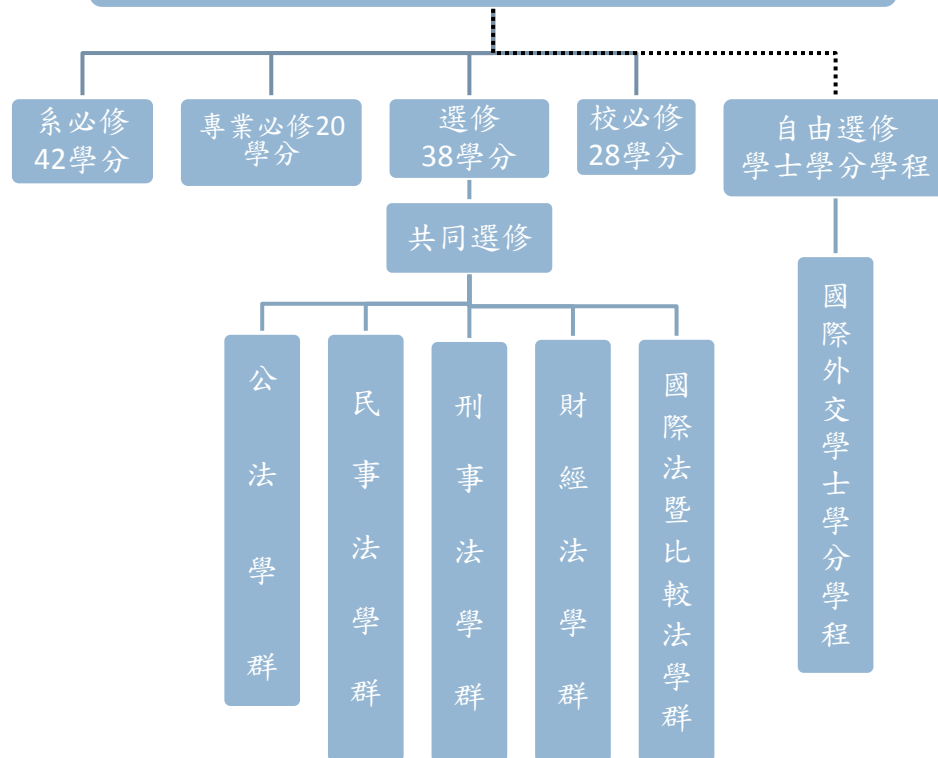 系必修
42學分
專業必修20
學分
選修
38學分
校必修
28學分
自由選修
學士學分學程
共同選修
公法學群
民事法學群
刑事法學群
財經法學群
國際法暨比較法學群
國際外交學士學分學程